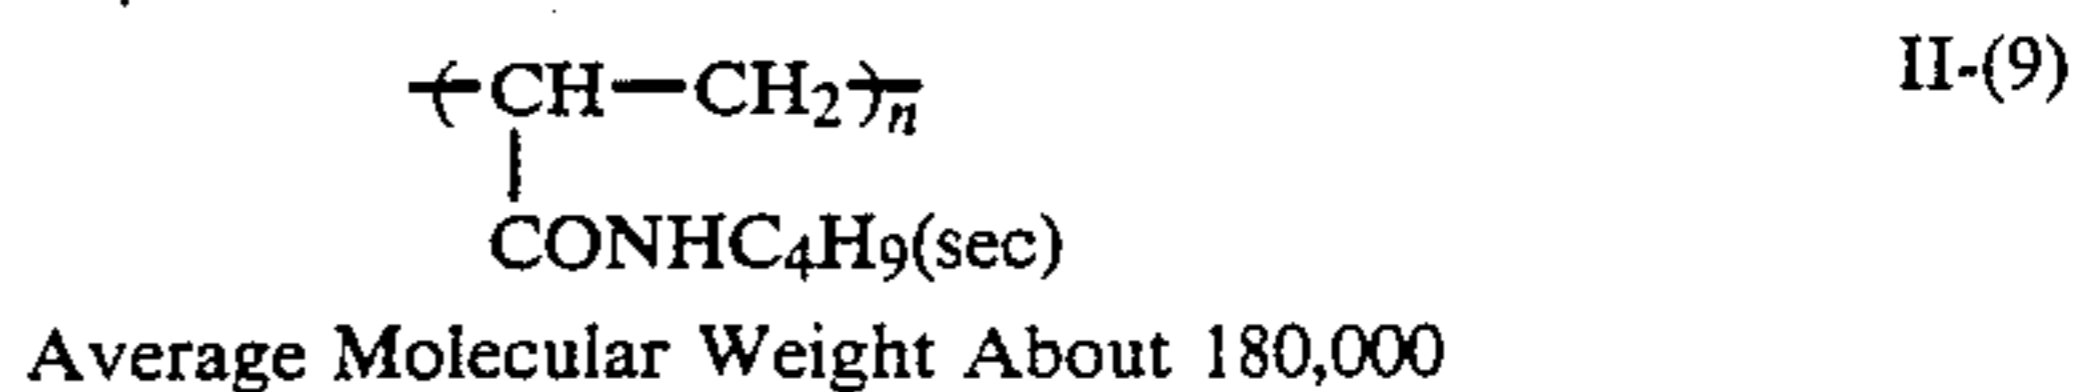 -(CH—CH2)n- II-(9)
CONHC4H9(sec)
Average Molecular Weight About 180,000